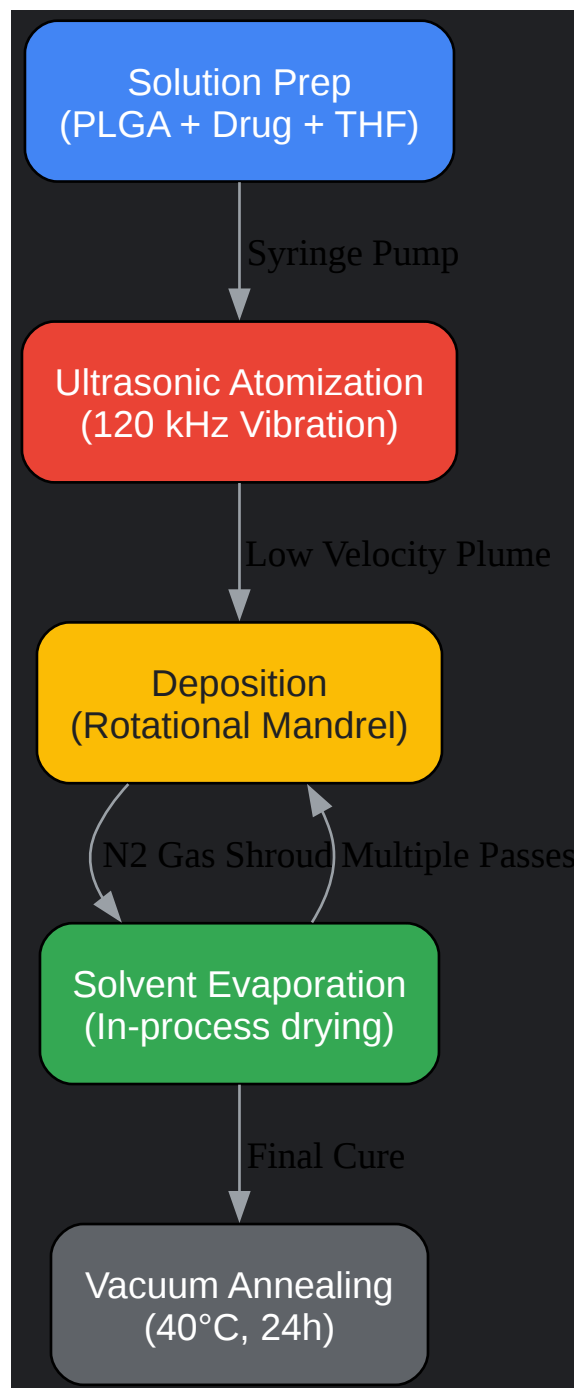 Solution Prep
(PLGA + Drug + THF)
Syringe Pump
Ultrasonic Atomization
(120 kHz Vibration)
Low Velocity Plume
Deposition
(Rotational Mandrel)
N2 Gas Shroud
Multiple Passes
Solvent Evaporation
(In-process drying)
Final Cure
Vacuum Annealing
(40°C, 24h)